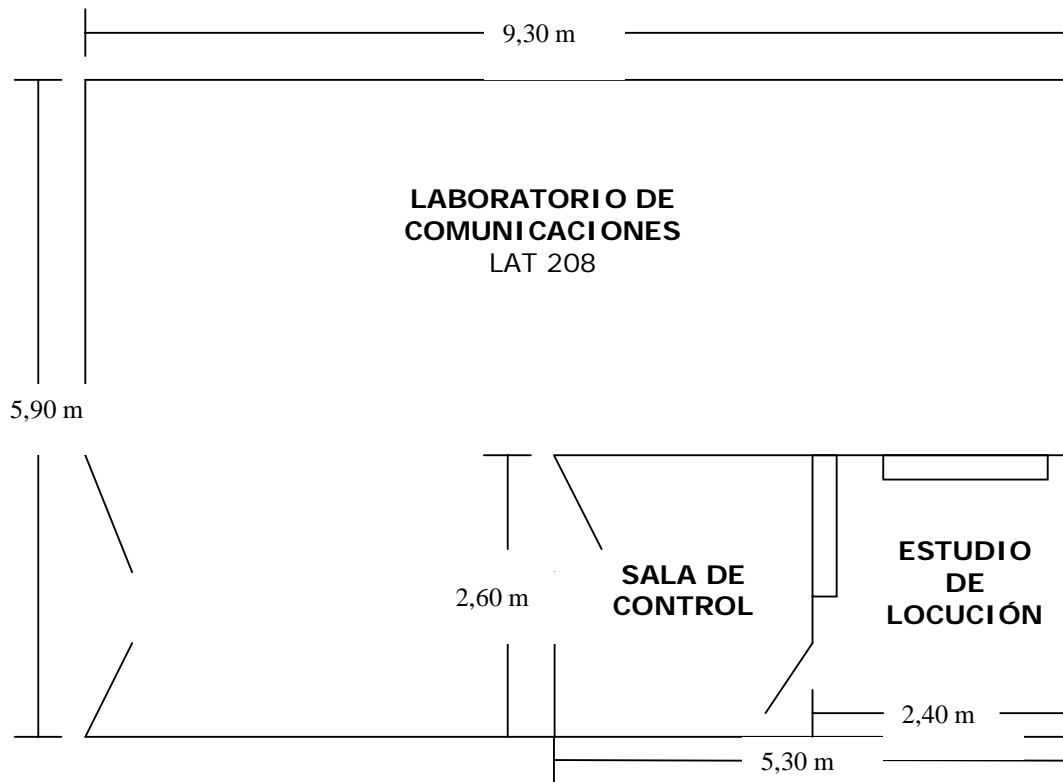 9,30 m
LABORATORIO DE
COMUNICACIONES
LAT 208
5,90 m
2,60 m
SALA DE
CONTROL
ESTUDIO
DE
LOCUCIÓN
2,40 m
5,30 m